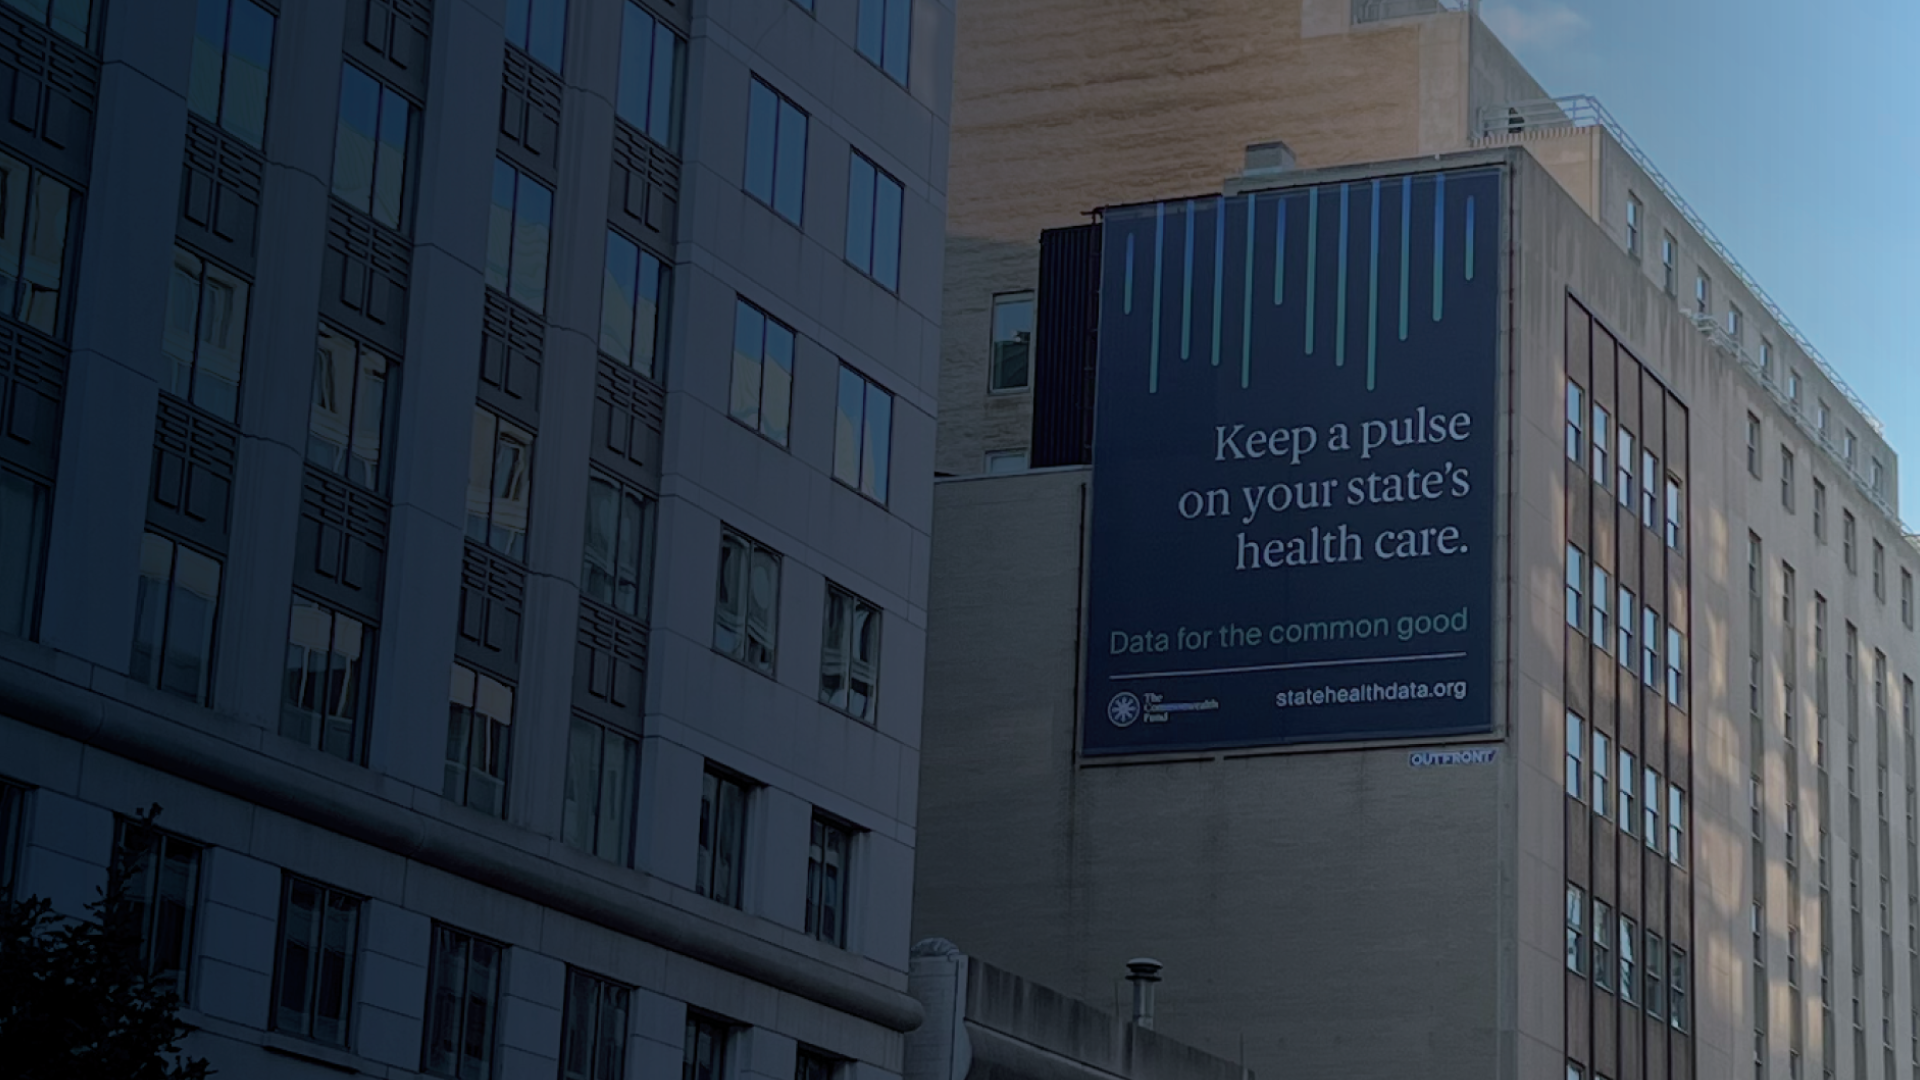 Keep a pulse
on your state's
health care.
Data for the common good
The
Commonwealth
Fund
statehealthdata.org
OUTFRONT